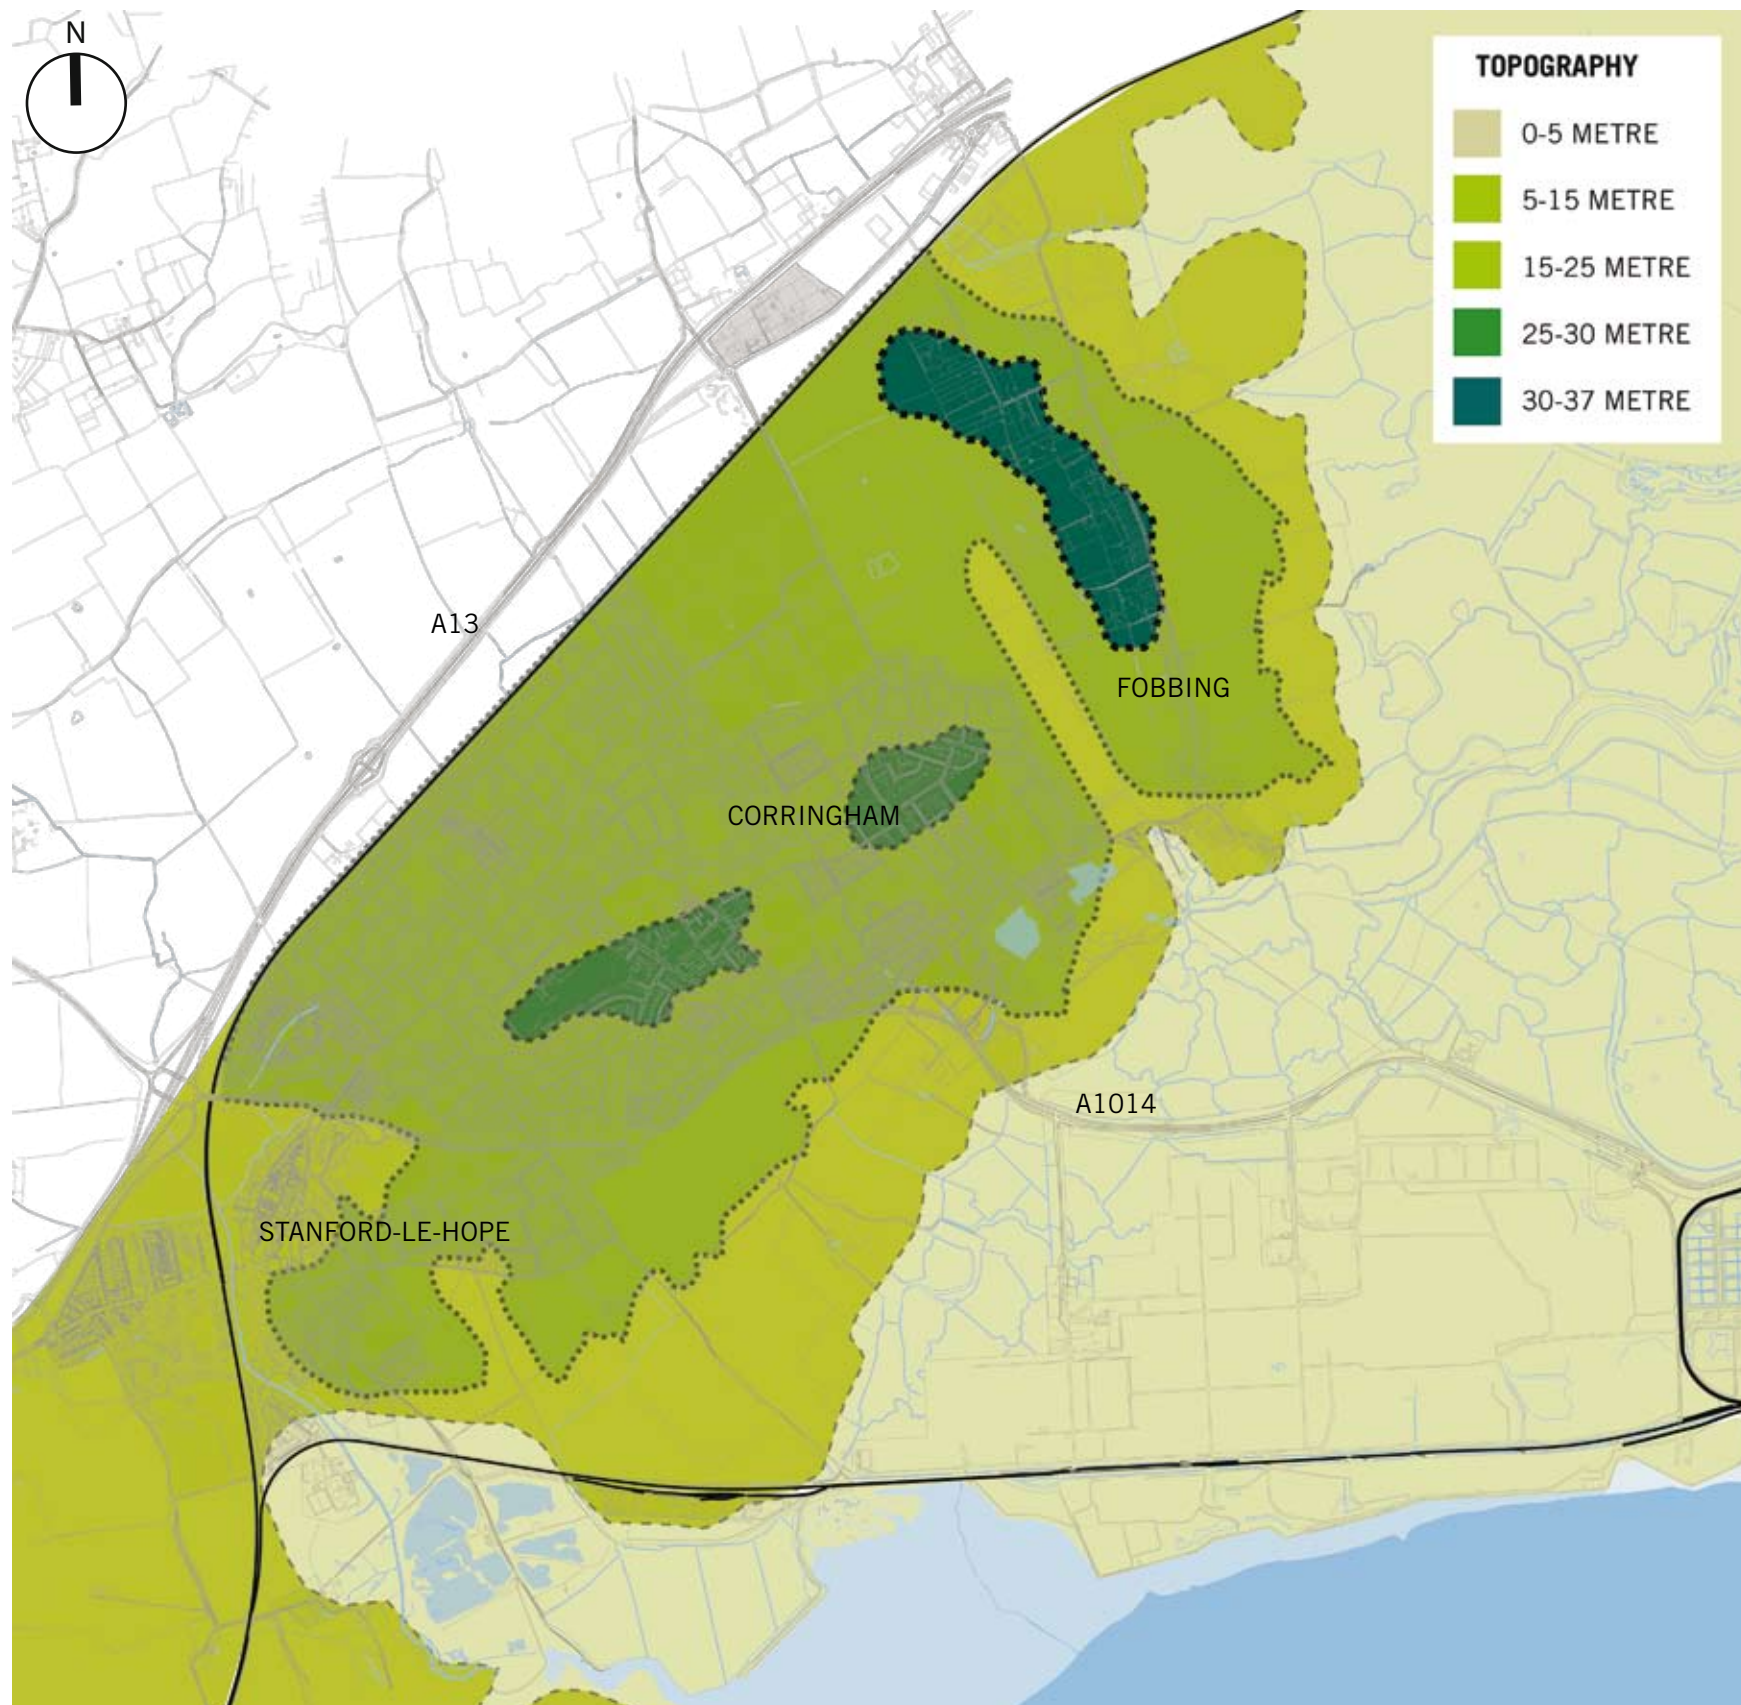 N
TOPOGRAPHY
0-5 METRE
5-15 METRE
15-25 METRE
25-30 METRE
30-37 METRE
A13
FOBBING
CORRINGHAM
A1014
STANFORD-LE-HOPE